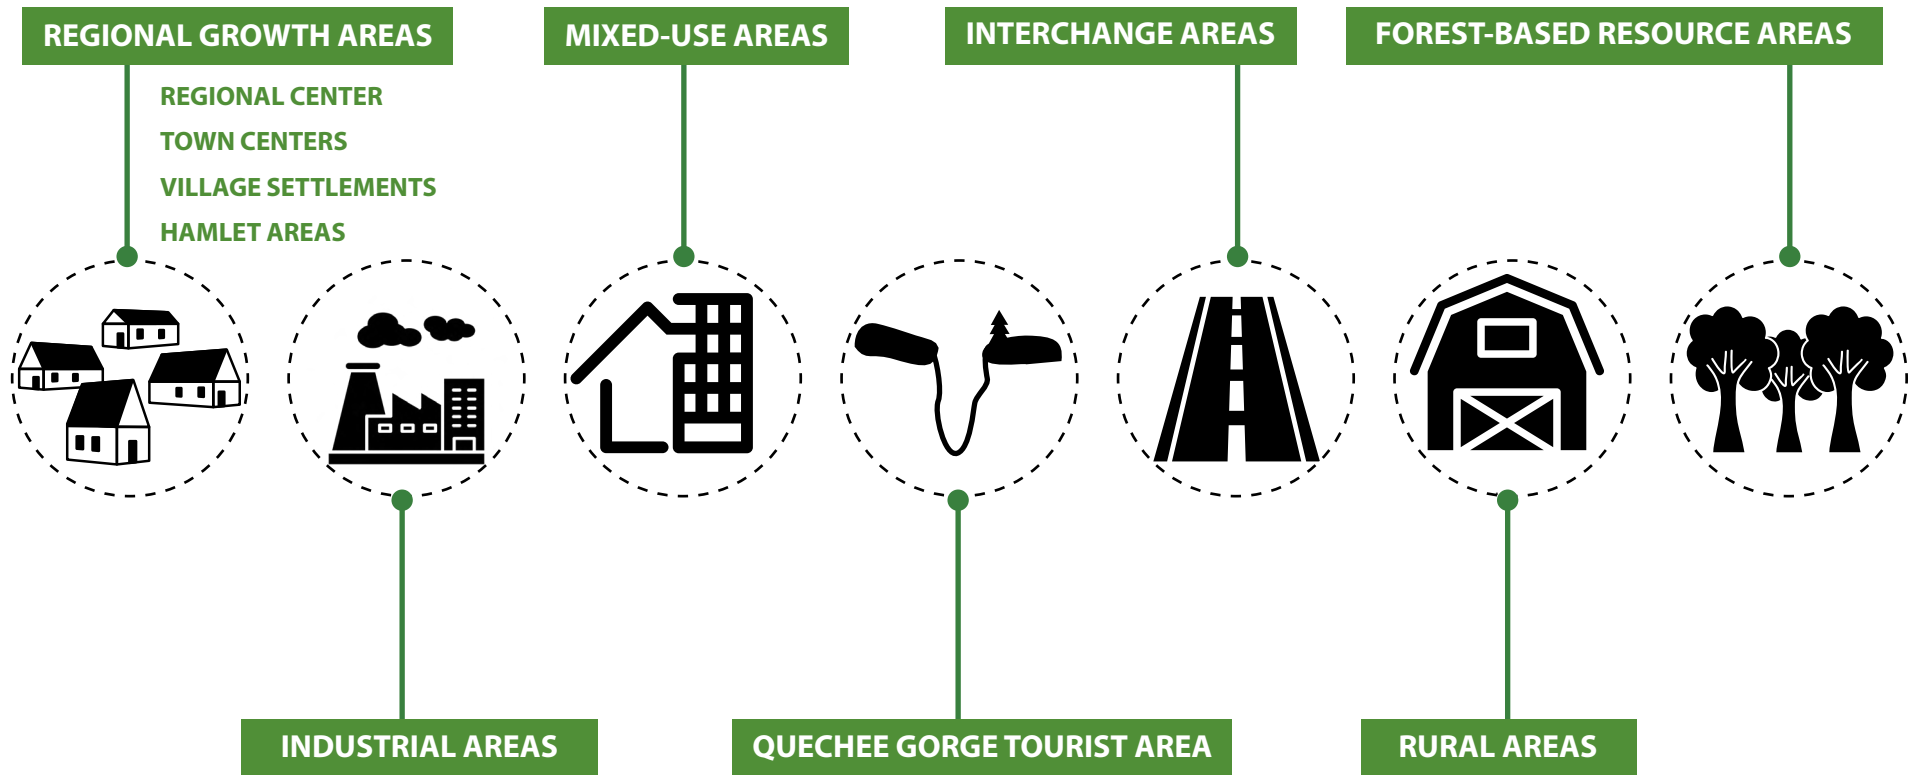 REGIONAL GROWTH AREAS
REGIONAL CENTER
TOWN CENTERS
VILLAGE SETTLEMENTS
HAMLET AREAS
MIXED-USE AREAS
INTERCHANGE AREAS
FOREST-BASED RESOURCE AREAS
INDUSTRIAL AREAS
QUECHEE GORGE TOURIST AREA
RURAL AREAS